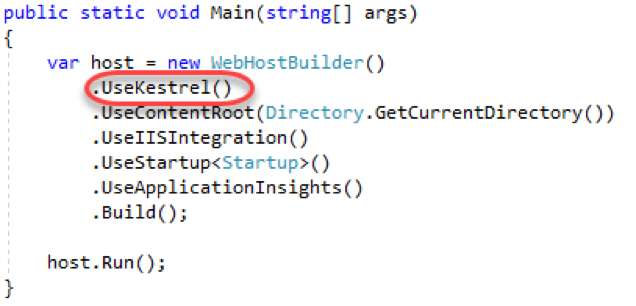 public static void Main(string[] args)
{
    var host = new WebHostBuilder()
        .UseKestrel()
        .UseContentRoot(Directory.GetCurrentDirectory())
        .UseIISIntegration()
        .UseStartup<Startup>()
        .UseApplicationInsights()
        .Build();

    host.Run();
}